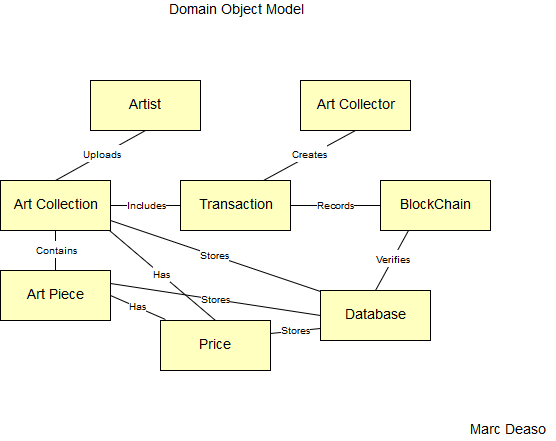 Domain Object Model
Artist
Art Collector
Uploads
Creates
Art Collection
Includes
Transaction
Records
BlockChain
Contains
Stores
Verifies
Has
Art Piece
Stores
Has
Database
Price
Stores
Marc Deaso